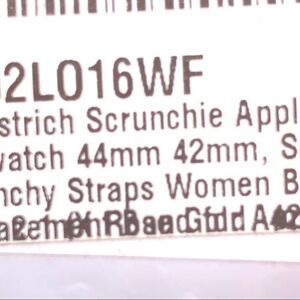 2L016WF
strich Scrunchie Appl
watch 44mm 42mm, S
nchy Straps Women B